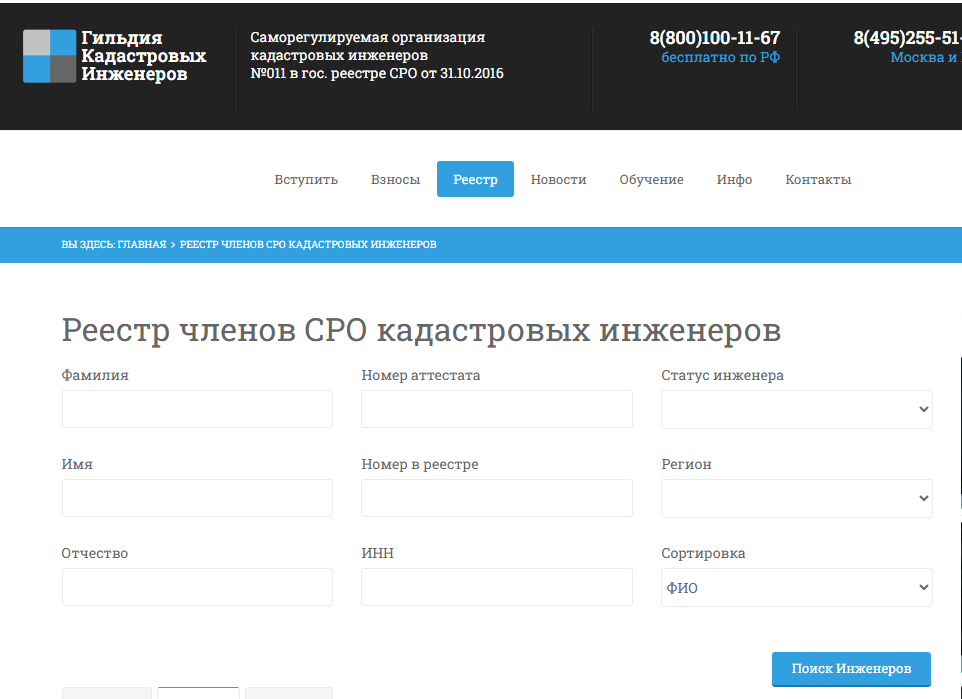 Гильдия
Кадастровых
Инженеров
Саморегулируемая организация
кадастровых инженеров
№011 в гос. реестре СРО от 31.10.2016
8(800)100-11-67
бесплатно по РФ
8(495)255-51-
Москва и
Вступить Взносы Реестр Новости Обучение Инфо Контакты
ВЫ ЗДЕСЬ: ГЛАВНАЯ > РЕЕСТР ЧЛЕНОВ СРО КАДАСТРОВЫХ ИНЖЕНЕРОВ
Реестр членов СРО кадастровых инженеров
Фамилия Номер аттестата Статус инженера
Имя Номер в реестре Регион
Отчество ИНН Сортировка
ФИО
Поиск Инженеров